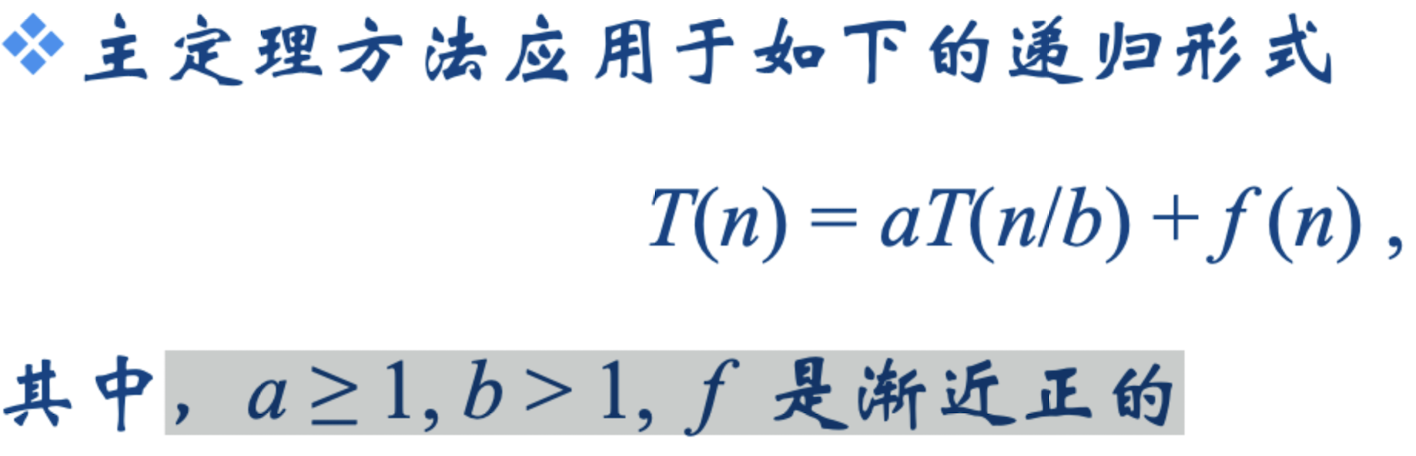 ❖主定理方法应用于如下的递归形式
T(n) = aT(n/b) + f (n) ,
其中，a ≥ 1, b > 1, f 是渐近正的